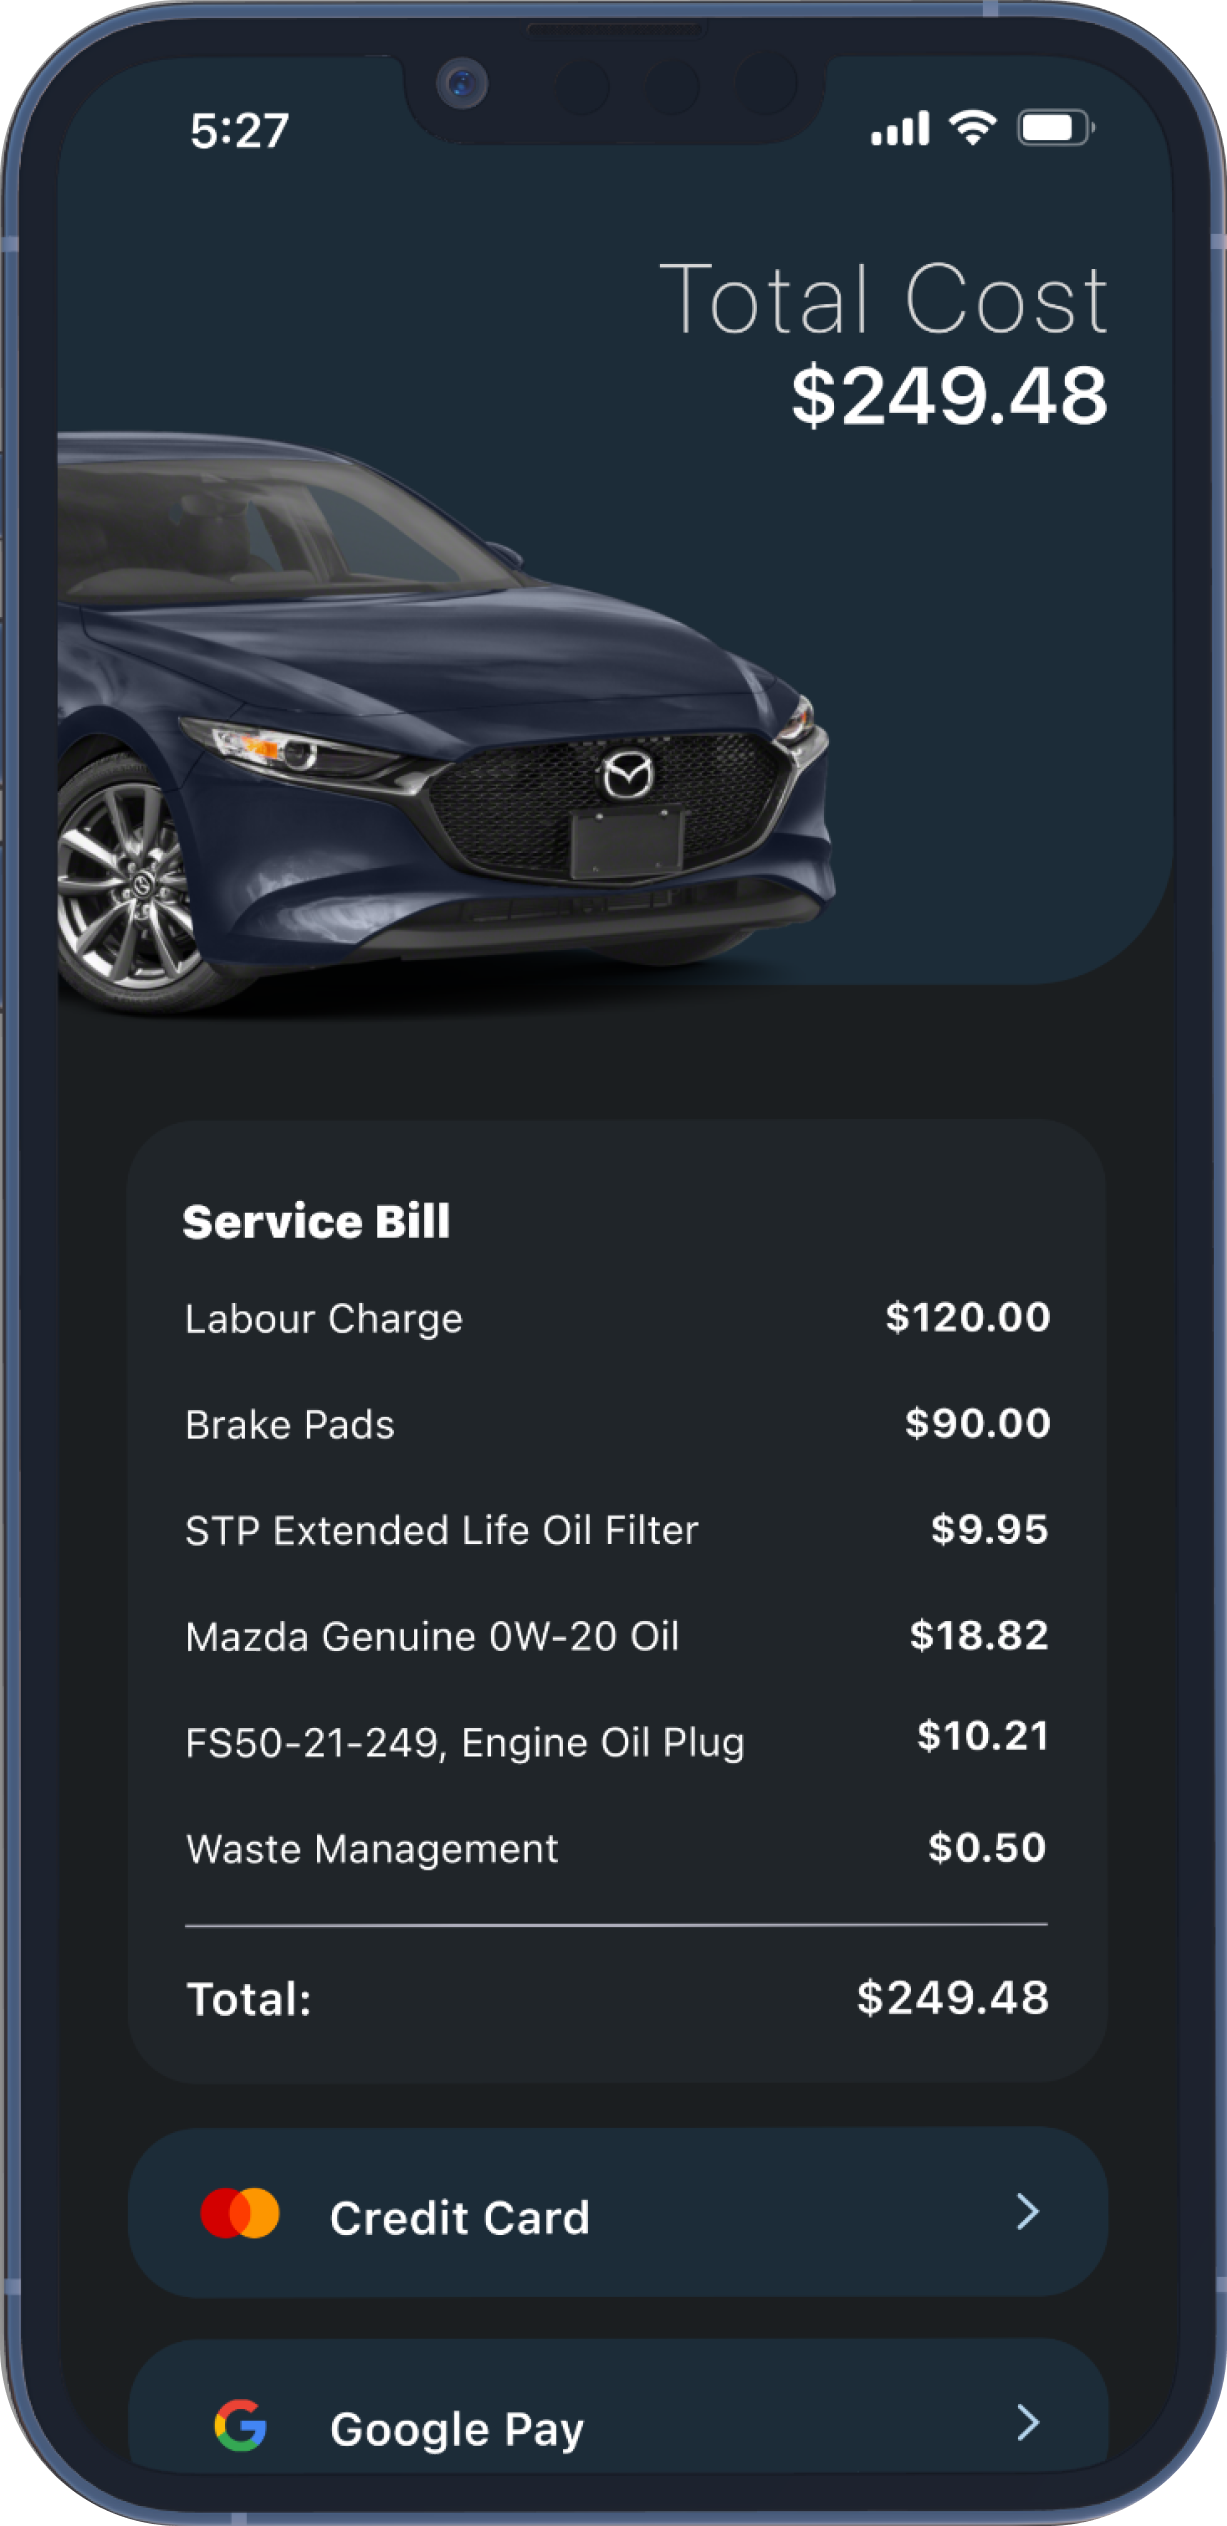 5:27
Total Cost
$249.48
Service Bill
Labour Charge $120.00
Brake Pads $90.00
STP Extended Life Oil Filter $9.95
Mazda Genuine 0W-20 Oil $18.82
FS50-21-249, Engine Oil Plug $10.21
Waste Management $0.50
Total: $249.48
Credit Card
Google Pay